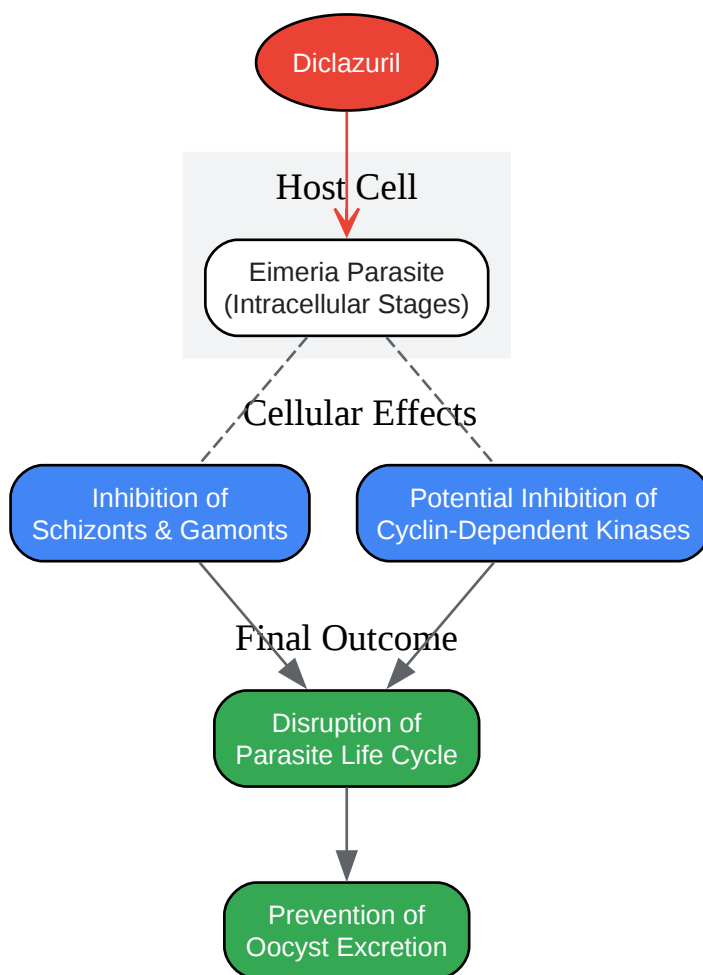 Diclazuril
Host Cell
Eimeria Parasite
(Intracellular Stages)
Cellular Effects
Inhibition of
Schizonts & Gamonts
Potential Inhibition of
Cyclin-Dependent Kinases
Final Outcome
Disruption of
Parasite Life Cycle
Prevention of
Oocyst Excretion